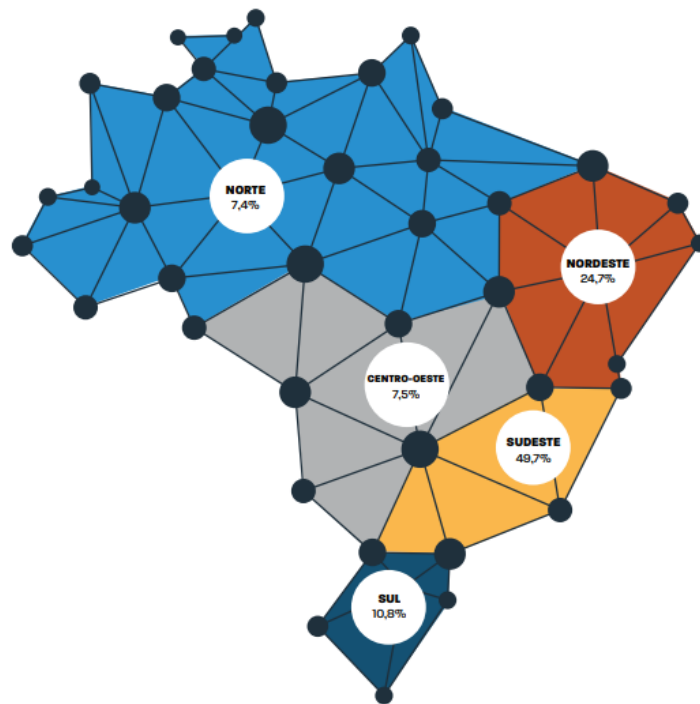 NORTE
7,4%
NORDESTE
24,7%
CENTRO-OESTE
7,5%
SUDESTE
49,7%
SUL
10,8%